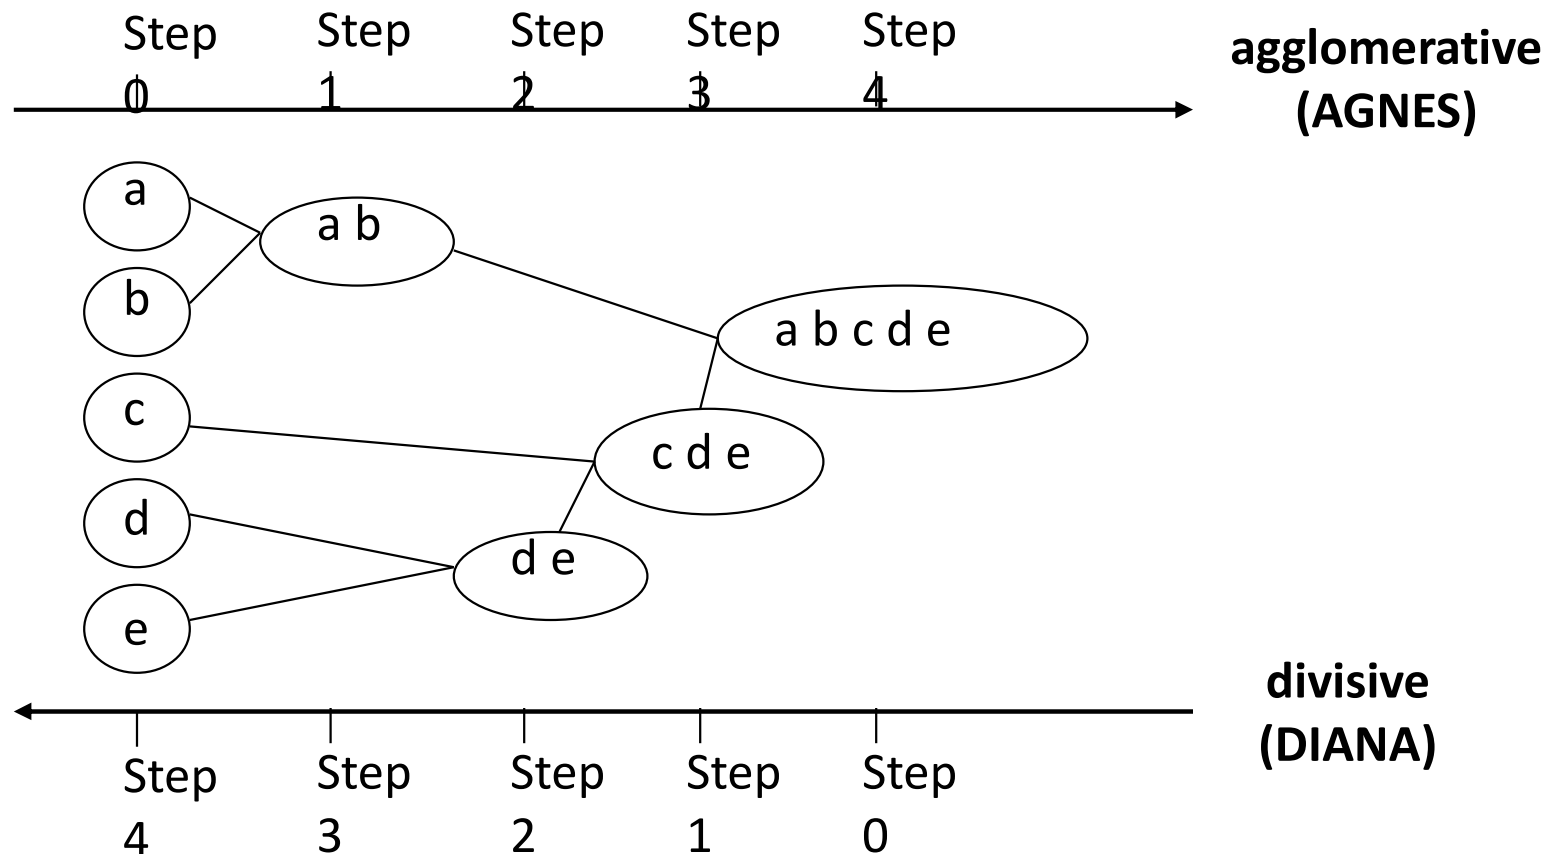 Step 0
Step 1
Step 2
Step 3
Step 4
agglomerative
(AGNES)
a
a b
b
a b c d e
c
c d e
d
d e
e
divisive
(DIANA)
Step 4
Step 3
Step 2
Step 1
Step 0